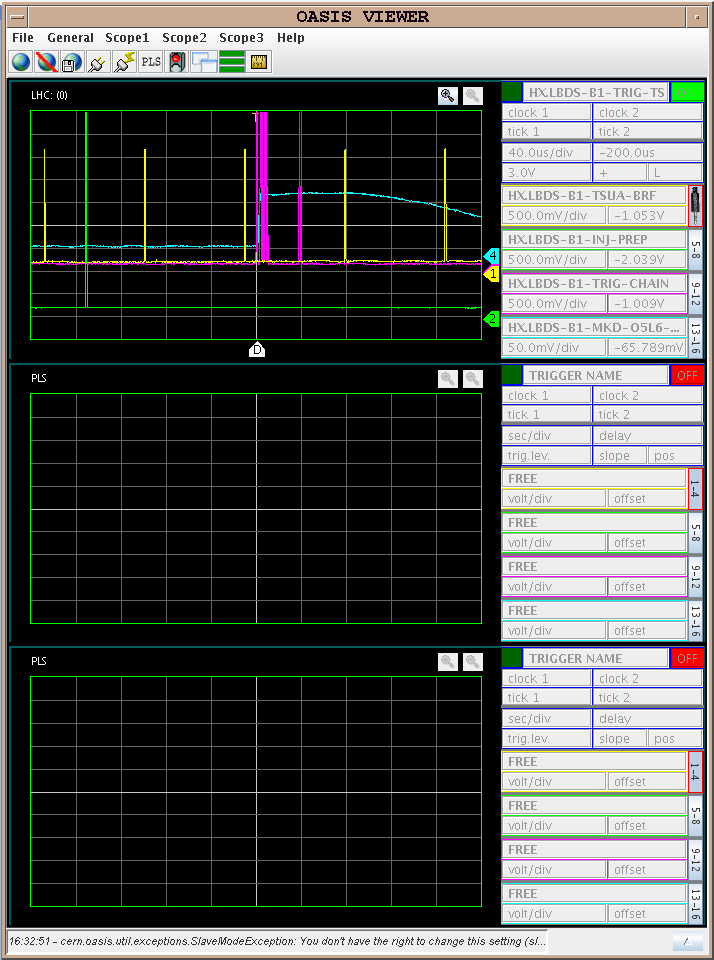 OASIS VIEWER
File General Scope1 Scope2 Scope3 Help
PLS
LHC: (0)
HX.LBDS-B1-TRIG-TS
clock 1 clock 2
tick 1 tick 2
40.0us/div -200.0us
3.0V + L
T
HX.LBDS-B1-TSUA-BRF
500.0mV/div -1.053V
HX.LBDS-B1-INJ-PREP
500.0mV/div -2.039V
5-8
HX.LBDS-B1-TRIG-CHAIN
500.0mV/div -1.009V
9-12
HX.LBDS-B1-MKD-O5L6-...
50.0mV/div -65.789mV
13-16
4
1
2
D
PLS
TRIGGER NAME OFF
clock 1 clock 2
tick 1 tick 2
sec/div delay
trig.lev. slope pos
FREE
volt/div offset
1-4
FREE
volt/div offset
5-8
FREE
volt/div offset
9-12
FREE
volt/div offset
13-16
PLS
TRIGGER NAME OFF
clock 1 clock 2
tick 1 tick 2
sec/div delay
trig.lev. slope pos
FREE
volt/div offset
1-4
FREE
volt/div offset
5-8
FREE
volt/div offset
9-12
FREE
volt/div offset
13-16
16:32:51 - cern.oasis.util.exceptions.SlaveModeException: You don't have the right to change this setting (sl...